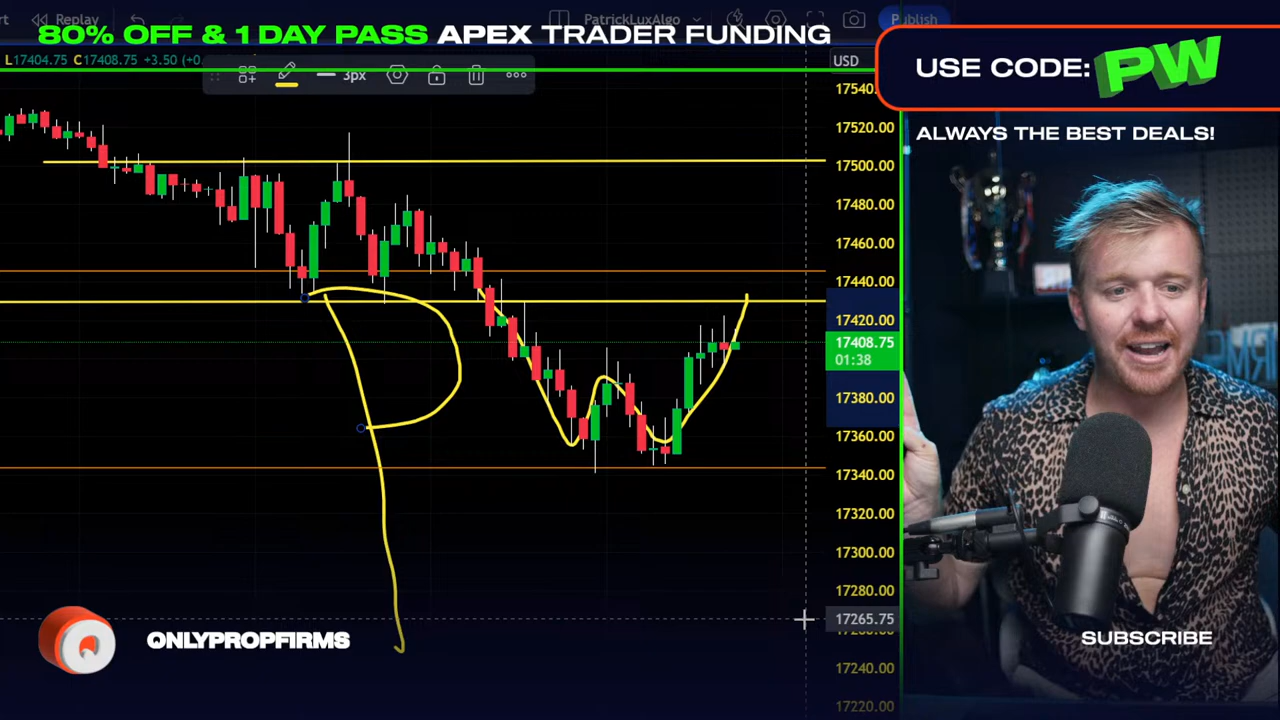 rt Replay PatrickLuxAlgo Publish
80% OFF & 1 DAY PASS APEX TRADER FUNDING
L17404.75 C17408.75 +3.50 (+0
USD
3px
USE CODE: PW
ALWAYS THE BEST DEALS!
17540.
17520.00
17500.00
17480.00
17460.00
17440.00
17420.00
17408.75
01:38
17380.00
17360.00
17340.00
17320.00
17300.00
17280.00
17265.75
17240.00
17220.00
P
ONLYPROPFIRMS
SUBSCRIBE